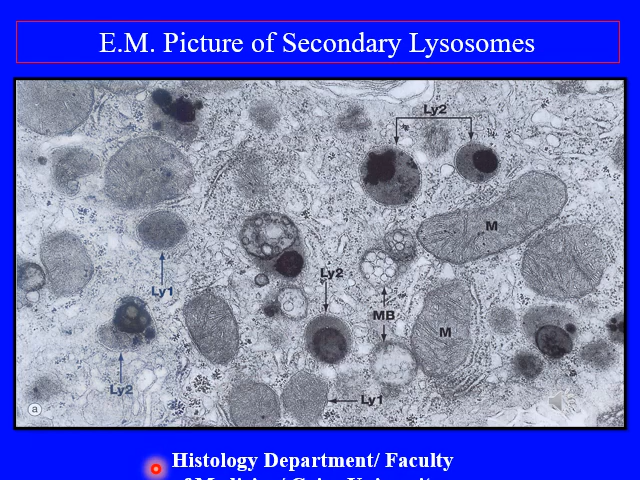 E.M. Picture of Secondary Lysosomes
Ly2
M
Ly1
Ly2
MB
M
Ly2
Ly1
a
Histology Department/ Faculty